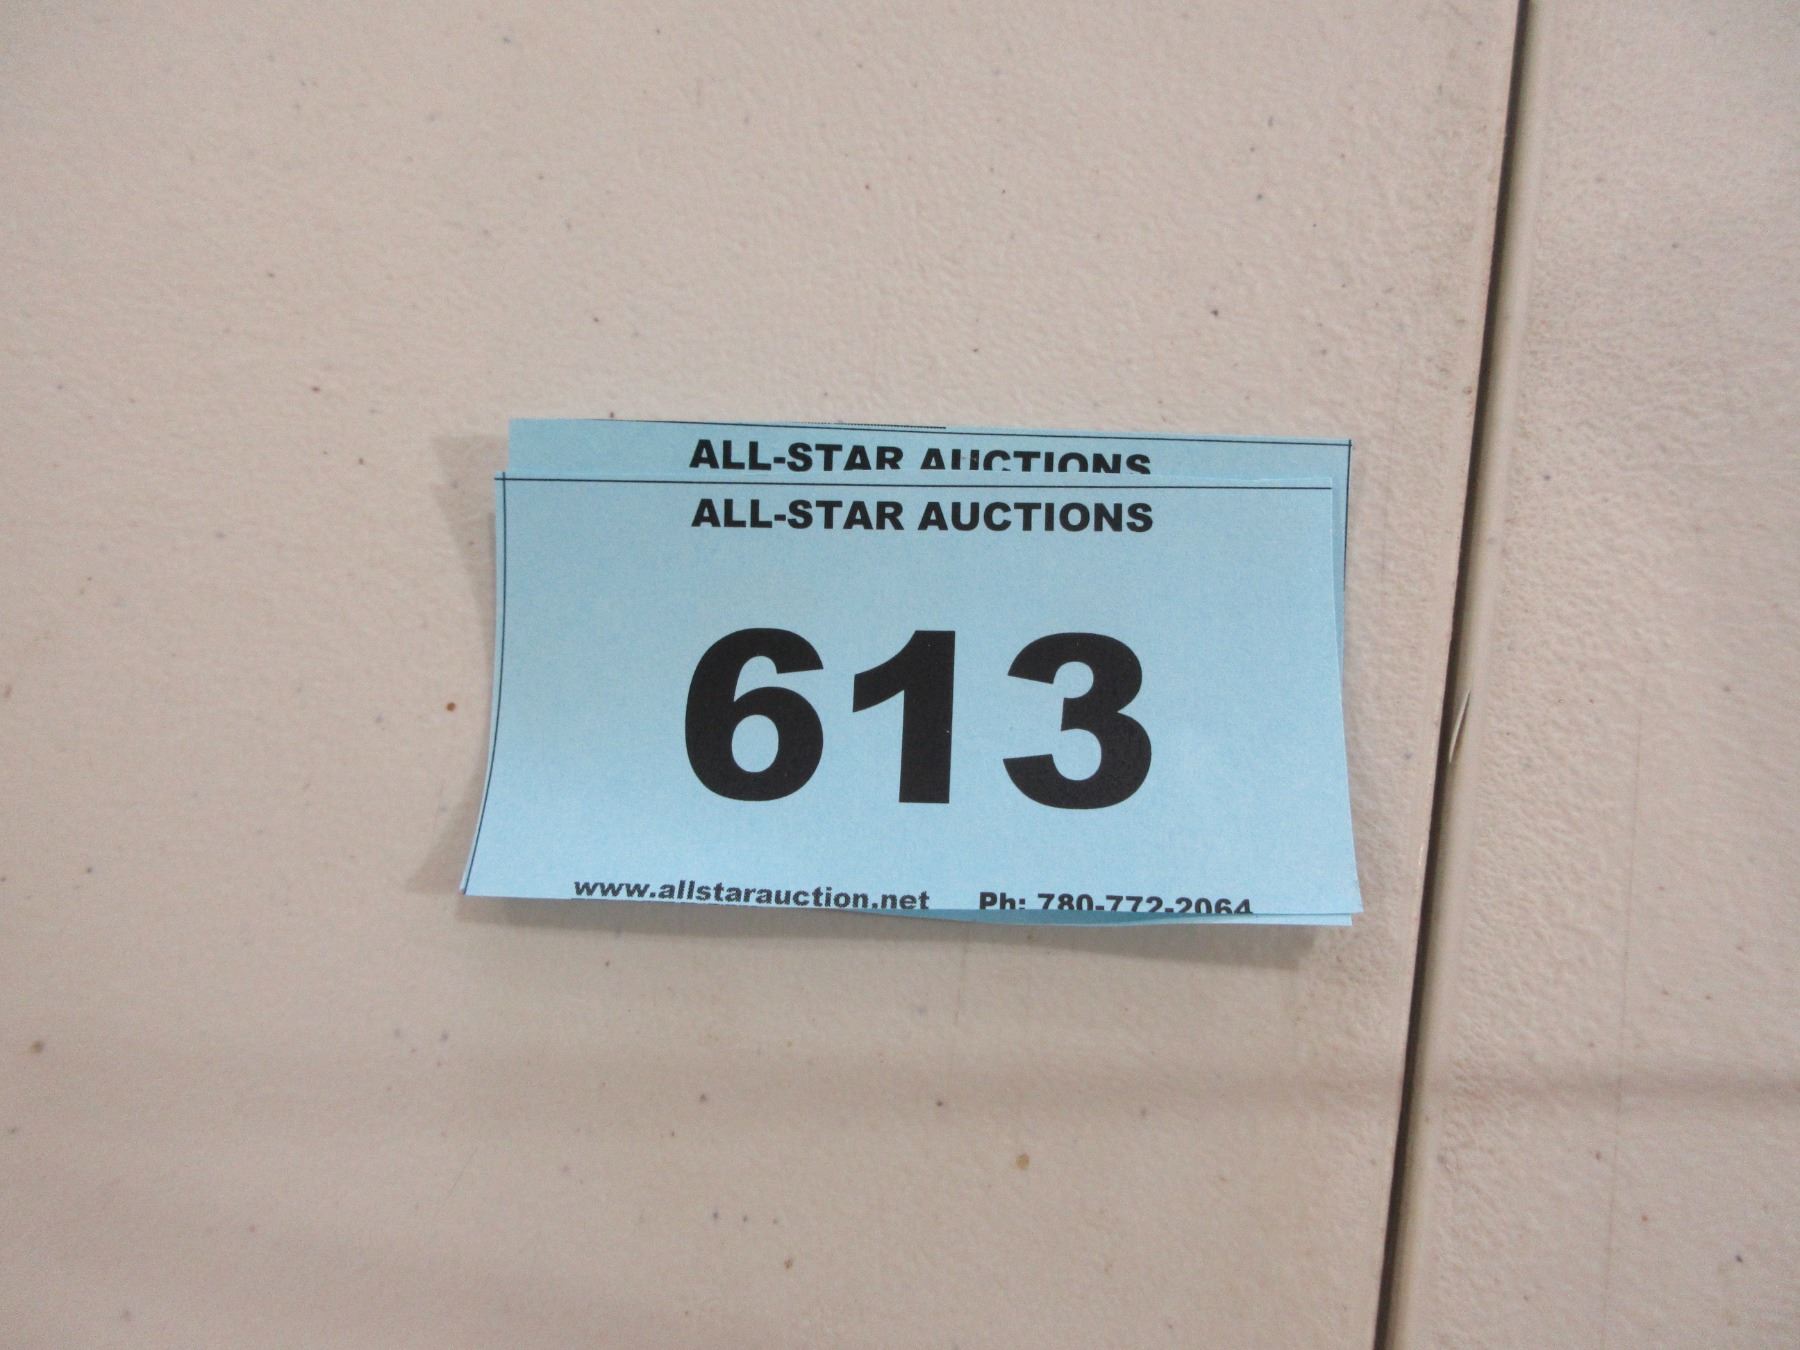 ALL-STAR AUCTIONS
ALL-STAR AUCTIONS
613
www.allstarauction.net Ph: 780-772-2064